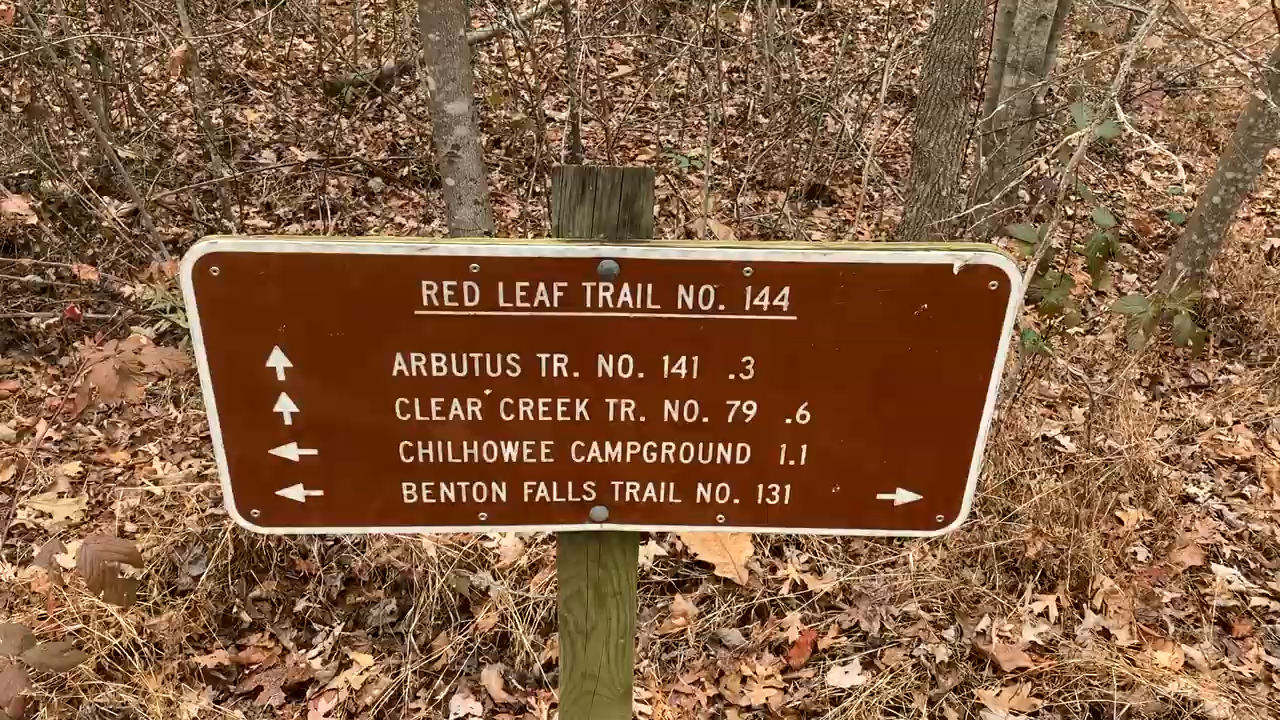 RED LEAF TRAIL NO. 144
ARBUTUS TR. NO. 141 .3
CLEAR CREEK TR. NO. 79 .6
CHILHOWEE CAMPGROUND 1.1
BENTON FALLS TRAIL NO. 131